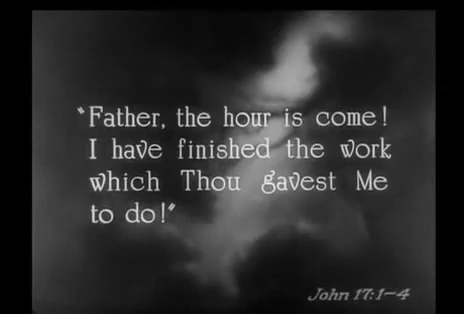 “Father, the hour is come!
I have finished the work
which Thou gavest Me
to do!”
John 17:1-4